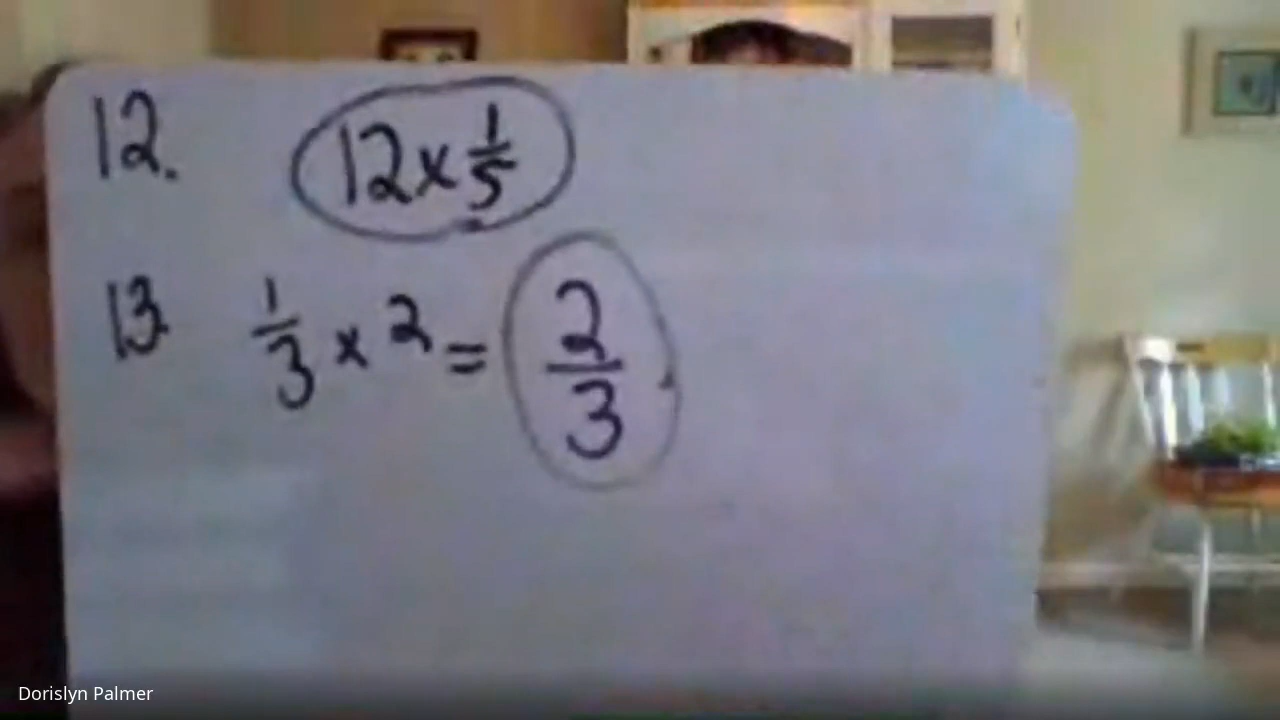 12. 12 x 1/5
13 1/3 x 2 = 2/3
Dorislyn Palmer